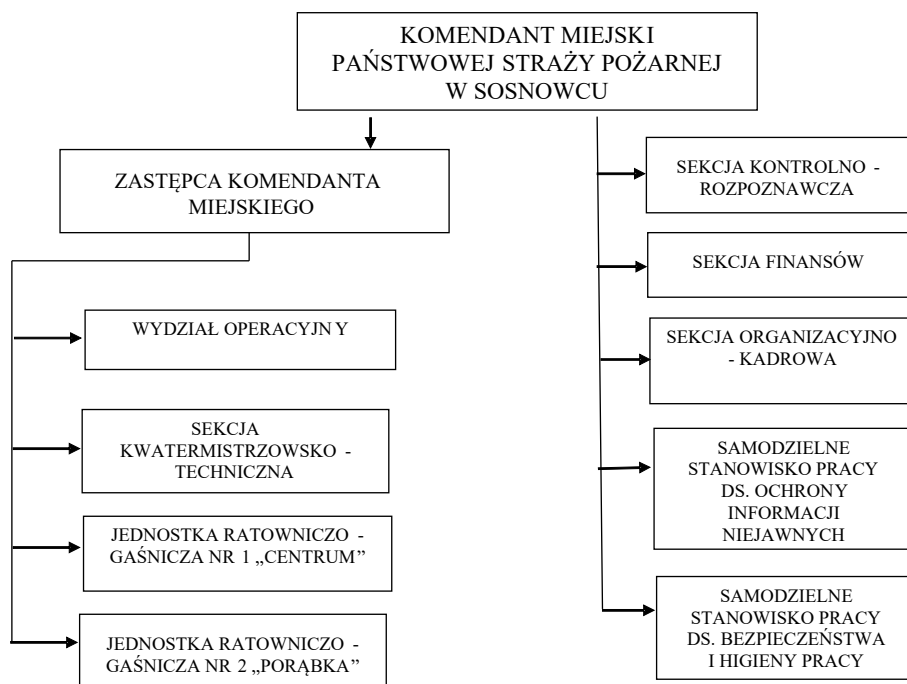 KOMENDANT MIEJSKI
PAŃSTWOWEJ STRAŻY POŻARNEJ
W SOSNOWCU
ZASTĘPCA KOMENDANTA
MIEJSKIEGO
WYDZIAŁ OPERACYJN Y
SEKCJA
KWATERMISTRZOWSKO -
TECHNICZNA
JEDNOSTKA RATOWNICZO -
GAŚNICZA NR 1 „CENTRUM”
JEDNOSTKA RATOWNICZO -
GAŚNICZA NR 2 „PORĄBKA”
SEKCJA KONTROLNO -
ROZPOZNAWCZA
SEKCJA FINANSÓW
SEKCJA ORGANIZACYJNO
- KADROWA
SAMODZIELNE
STANOWISKO PRACY
DS. OCHRONY
INFORMACJI
NIEJAWNYCH
SAMODZIELNE
STANOWISKO PRACY
DS. BEZPIECZEŃSTWA
I HIGIENY PRACY